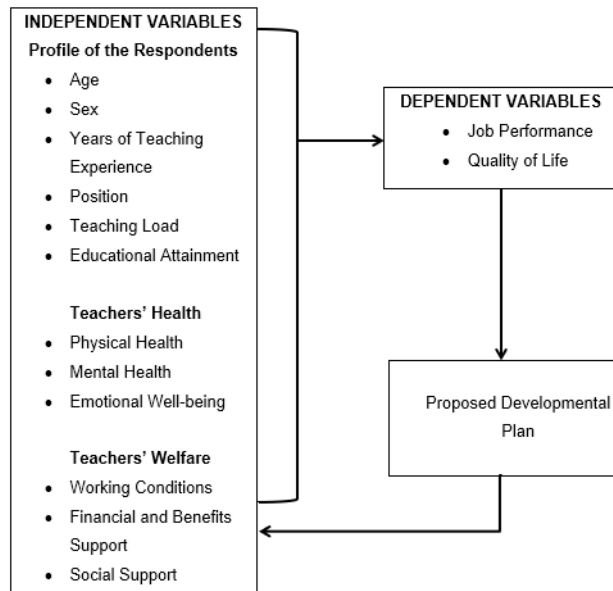 INDEPENDENT VARIABLES
Profile of the Respondents
• Age
• Sex
• Years of Teaching
Experience
• Position
• Teaching Load
• Educational Attainment
Teachers' Health
• Physical Health
• Mental Health
• Emotional Well-being
Teachers' Welfare
• Working Conditions
• Financial and Benefits
Support
• Social Support
DEPENDENT VARIABLES
• Job Performance
• Quality of Life
Proposed Developmental
Plan